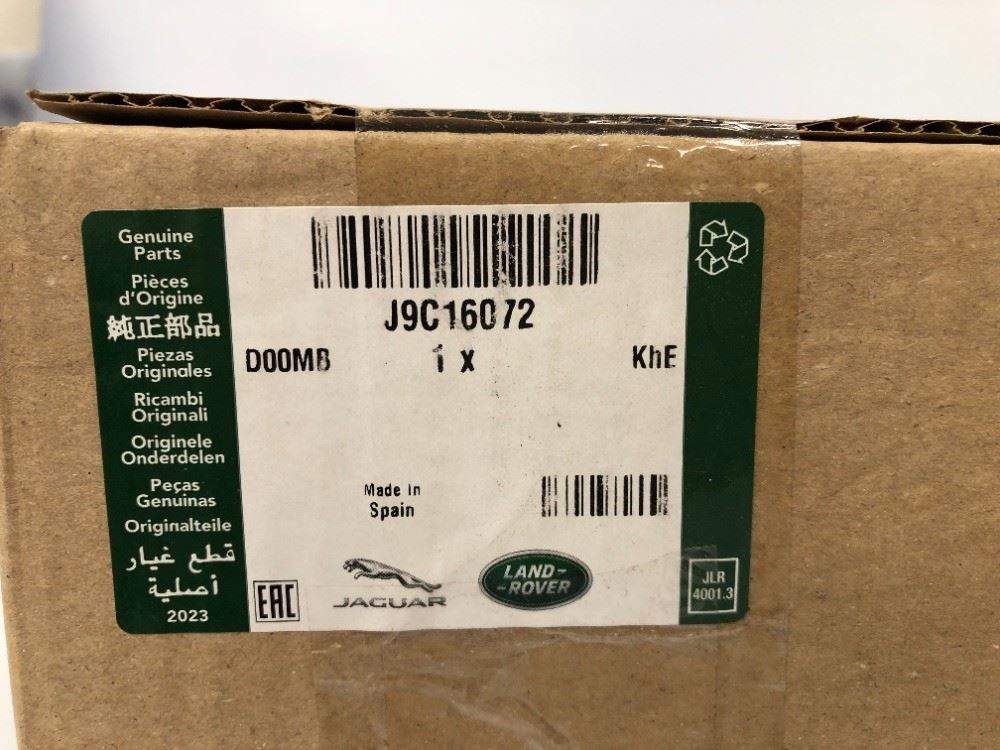 Genuine
Parts
Pièces
d'Origine
純正部品
Piezas
Originales
Ricambi
Originali
Originele
Onderdelen
Peças
Genuinas
Originalteile
قطع غيار
أصلية
2023
J9C16072
D00MB 1 X KhE
Made In
Spain
EAC
JAGUAR
LAND-
-ROVER
JLR
4001.3